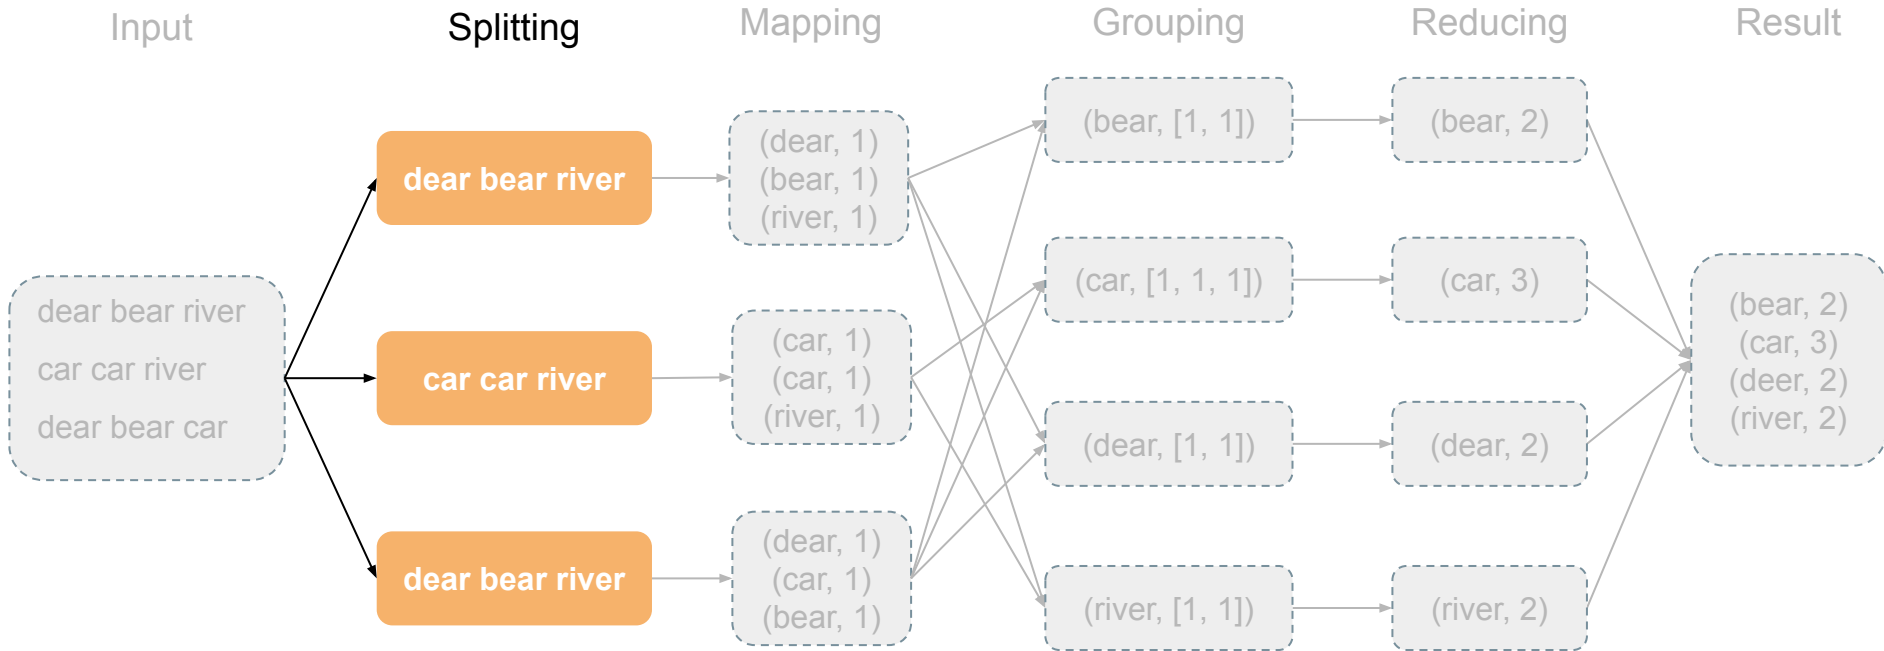 Input
Splitting
Mapping
Grouping
Reducing
Result
dear bear river
car car river
dear bear car
dear bear river
car car river
dear bear river
(dear, 1)
(bear, 1)
(river, 1)
(car, 1)
(car, 1)
(river, 1)
(dear, 1)
(car, 1)
(bear, 1)
(bear, [1, 1])
(car, [1, 1, 1])
(dear, [1, 1])
(river, [1, 1])
(bear, 2)
(car, 3)
(dear, 2)
(river, 2)
(bear, 2)
(car, 3)
(deer, 2)
(river, 2)